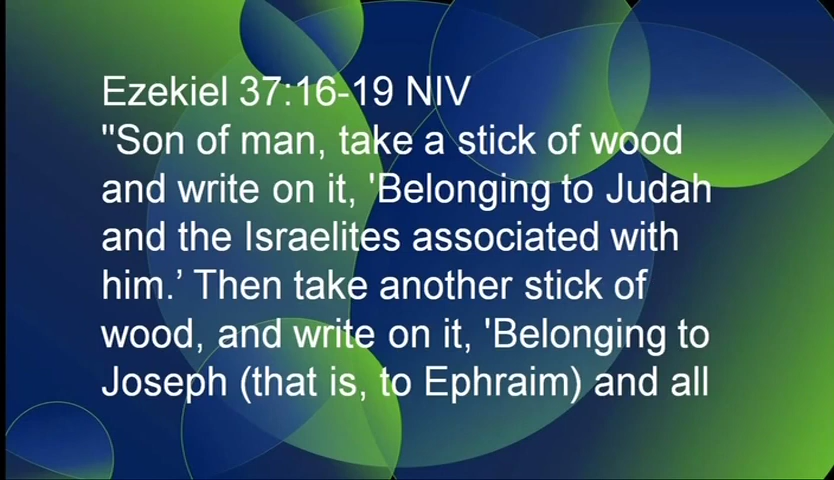 Ezekiel 37:16-19 NIV
"Son of man, take a stick of wood
and write on it, 'Belonging to Judah
and the Israelites associated with
him.’ Then take another stick of
wood, and write on it, 'Belonging to
Joseph (that is, to Ephraim) and all